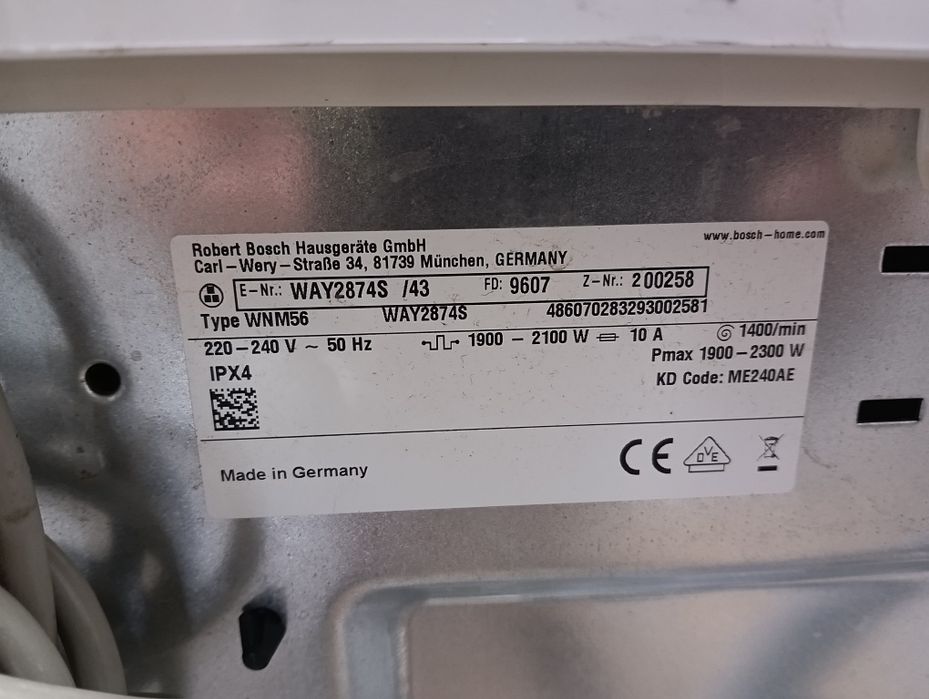 www.bosch-home.com
Robert Bosch Hausgeräte GmbH
Carl-Wery-Straße 34, 81739 München, GERMANY
E-Nr.: WAY2874S /43 FD: 9607 Z-Nr.: 200258
Type WNM56 WAY2874S 486070283293002581
220-240 V ~ 50 Hz 1900 - 2100 W 10 A 1400/min
Pmax 1900-2300 W
IPX4
KD Code: ME240AE
Made in Germany
CE
DVE